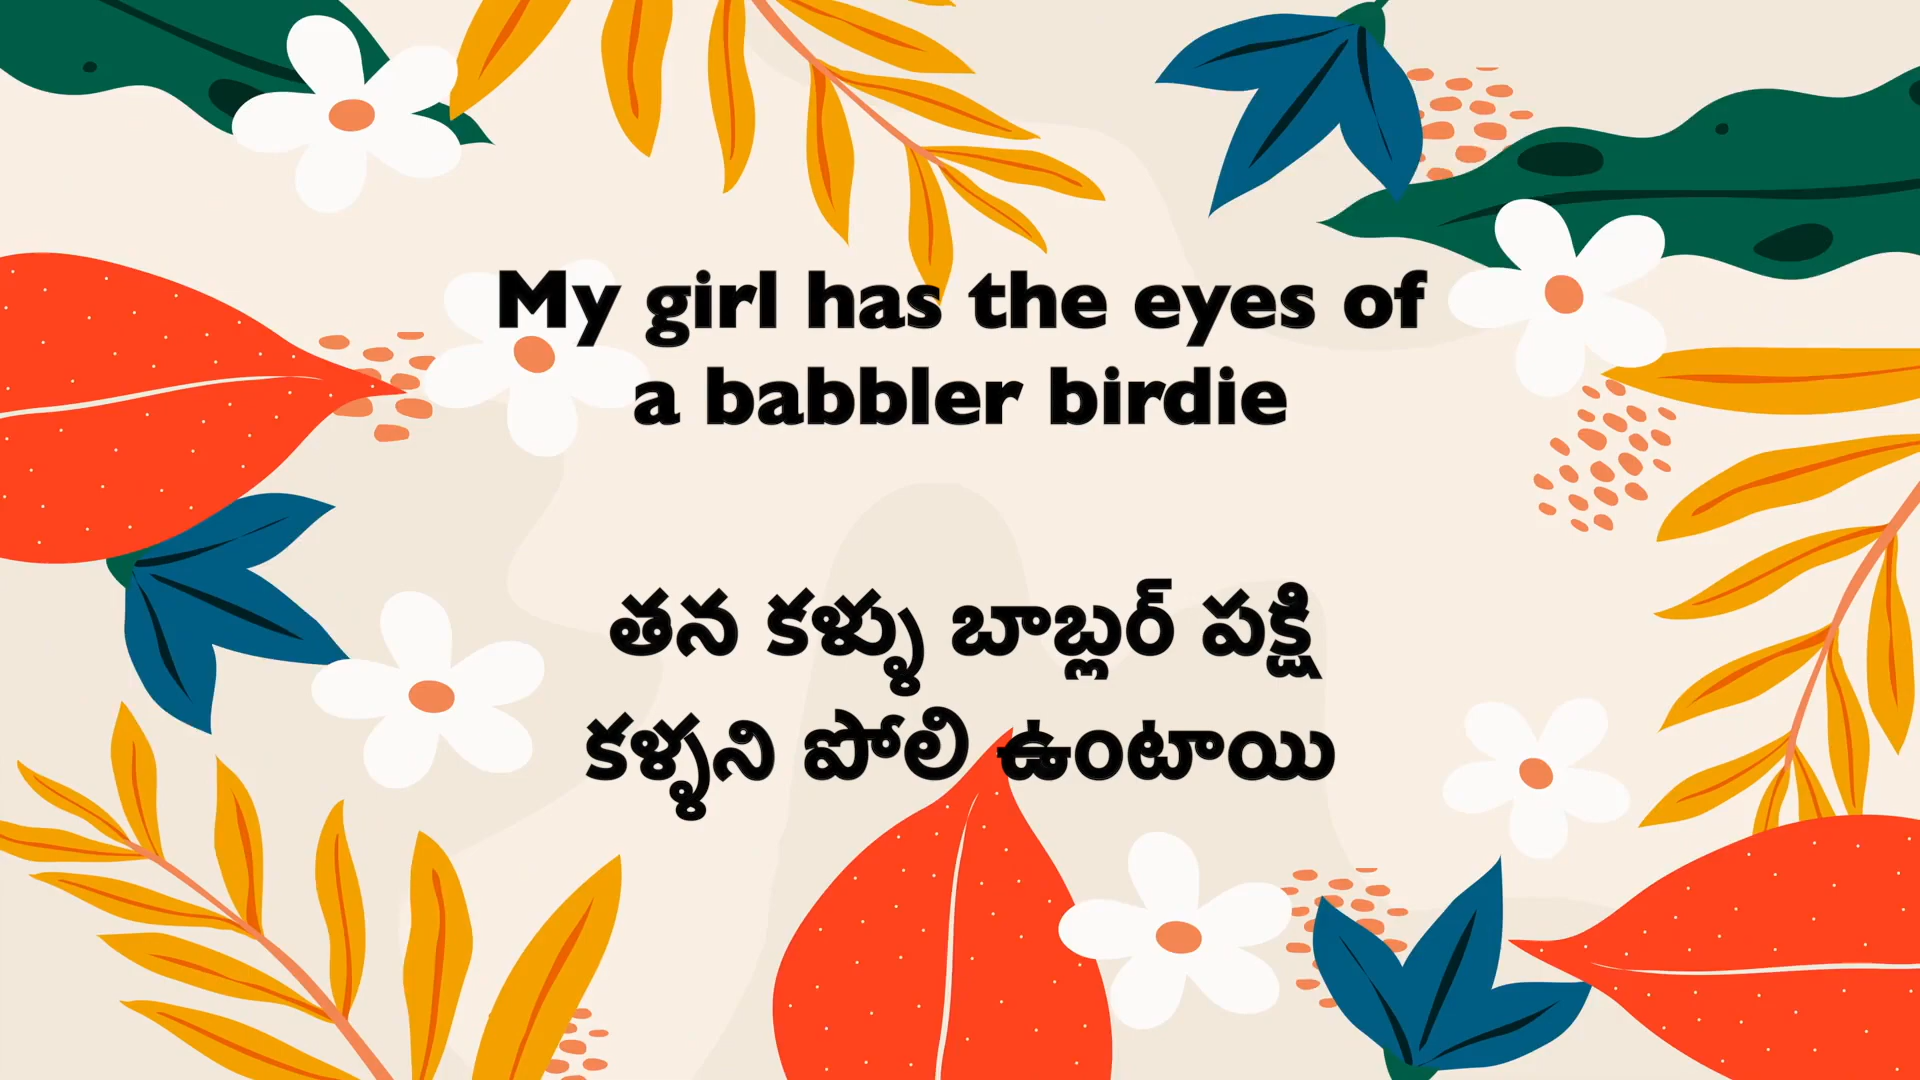 My girl has the eyes of
a babbler birdie
తన కళ్ళు బాబ్లర్ పక్షి
కళ్ళని పోలి ఉంటాయి